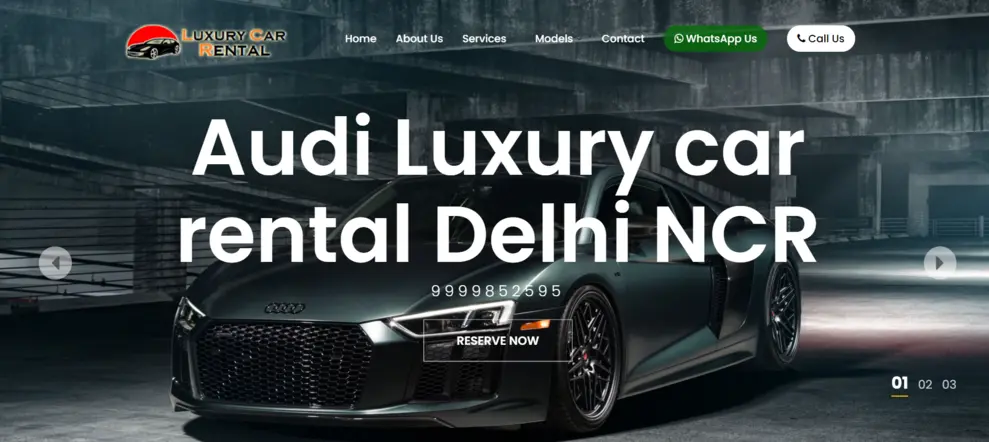 LUXURY CAR
RENTAL
Home About Us Services Models Contact WhatsApp Us Call Us
Audi Luxury car
rental Delhi NCR
9999852595
RESERVE NOW
01 02 03